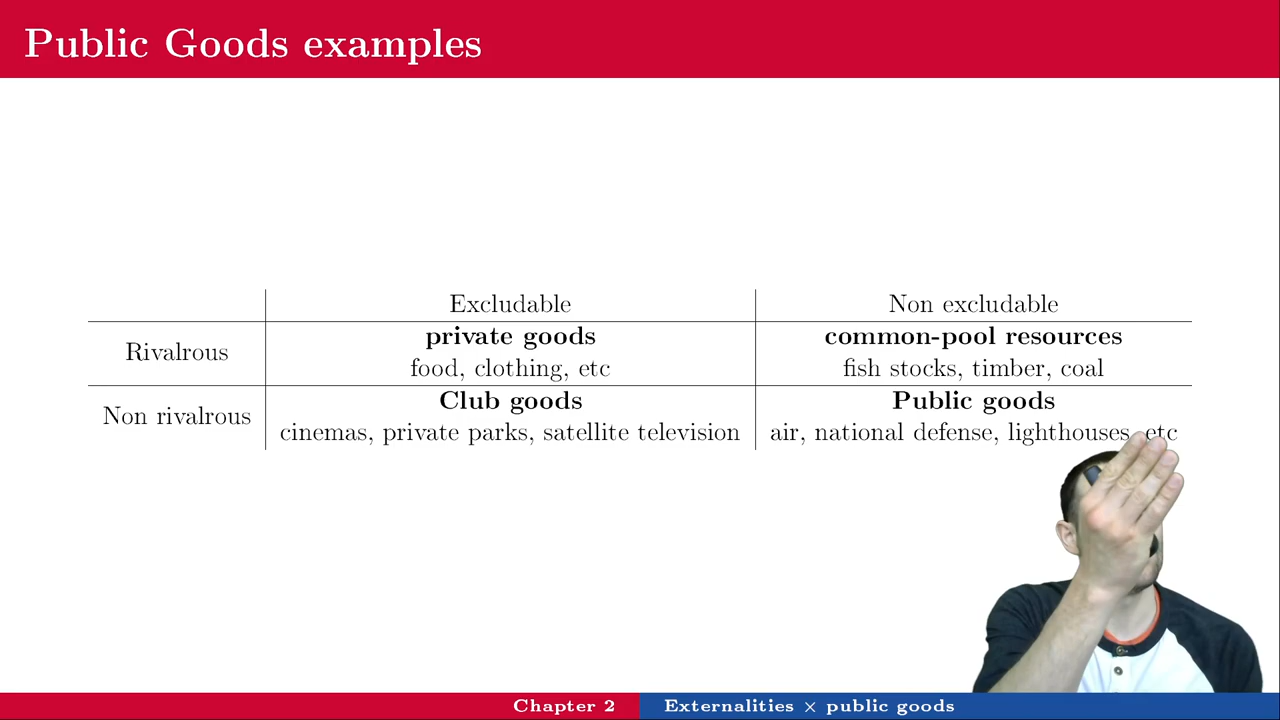 Public Goods examples
Excludable Non excludable
Rivalrous
private goods common-pool resources
food, clothing, etc fish stocks, timber, coal
Non rivalrous
Club goods Public goods
cinemas, private parks, satellite television air, national defense, lighthouses, etc
Chapter 2 Externalities × public goods